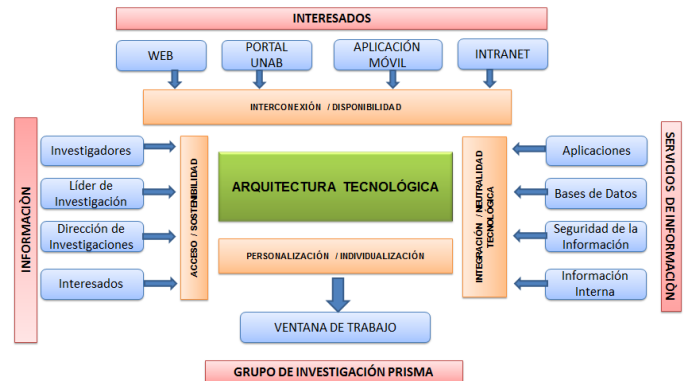 INTERESADOS
WEB
PORTAL
UNAB
APLICACIÓN
MÓVIL
INTRANET
INTERCONEXIÓN / DISPONIBILIDAD
INFORMACIÒN
Investigadores
Líder de
Investigación
Dirección de
Investigaciones
Interesados
ACCESO / SOSTENIBILIDAD
ARQUITECTURA TECNOLÓGICA
PERSONALIZACIÓN / INDIVIDUALIZACIÓN
INTEGRACIÓN / NEUTRALIDAD
TECNOLÓGICA
Aplicaciones
Bases de Datos
Seguridad de la
Información
Información
Interna
SERVICIOS DE INFORMACIÒN
VENTANA DE TRABAJO
GRUPO DE INVESTIGACIÓN PRISMA